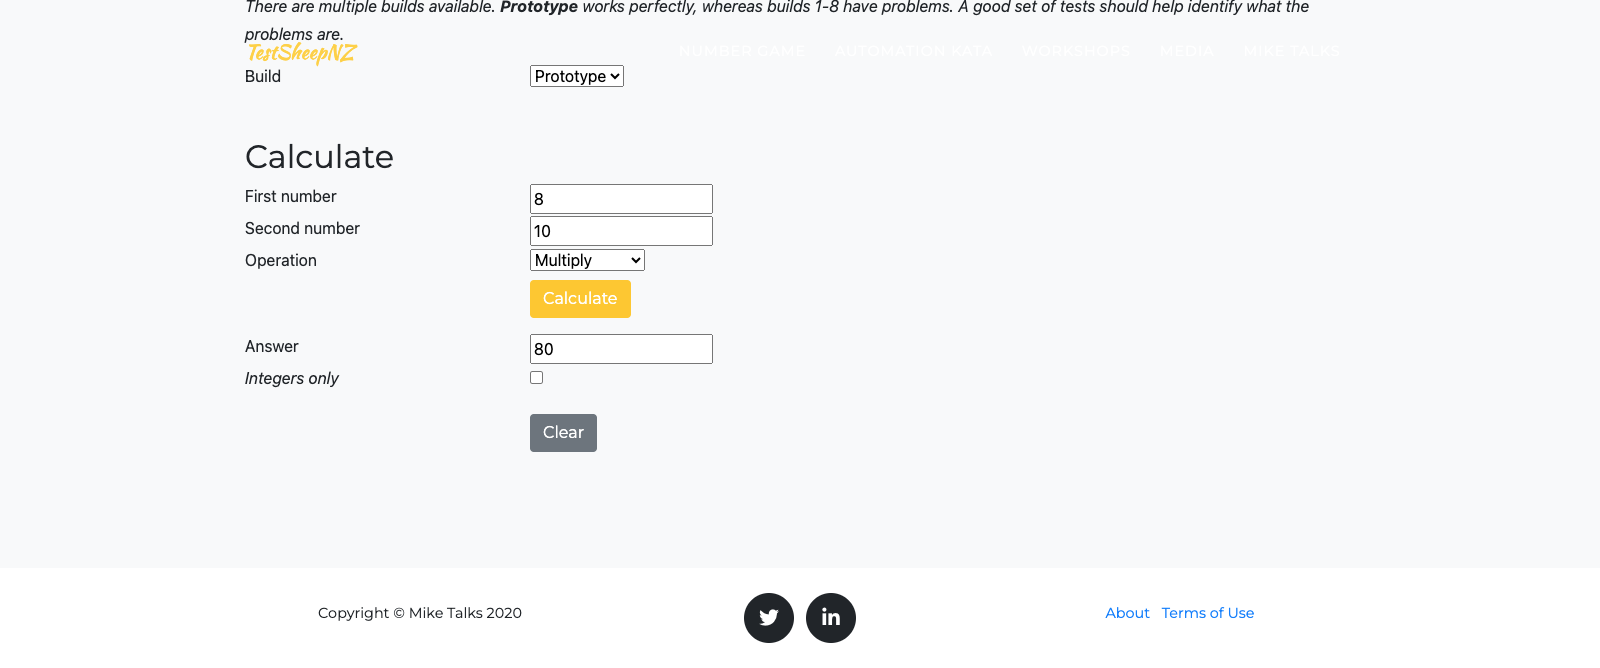 There are multiple builds available. Prototype works perfectly, whereas builds 1-8 have problems. A good set of tests should help identify what the
problems are.
TestSheepNZ
NUMBER GAME AUTOMATION KATA WORKSHOPS MEDIA MIKE TALKS
Build Prototype
Calculate
First number 8
Second number 10
Operation Multiply
Calculate
Answer 80
Integers only
Clear
Copyright © Mike Talks 2020
About Terms of Use